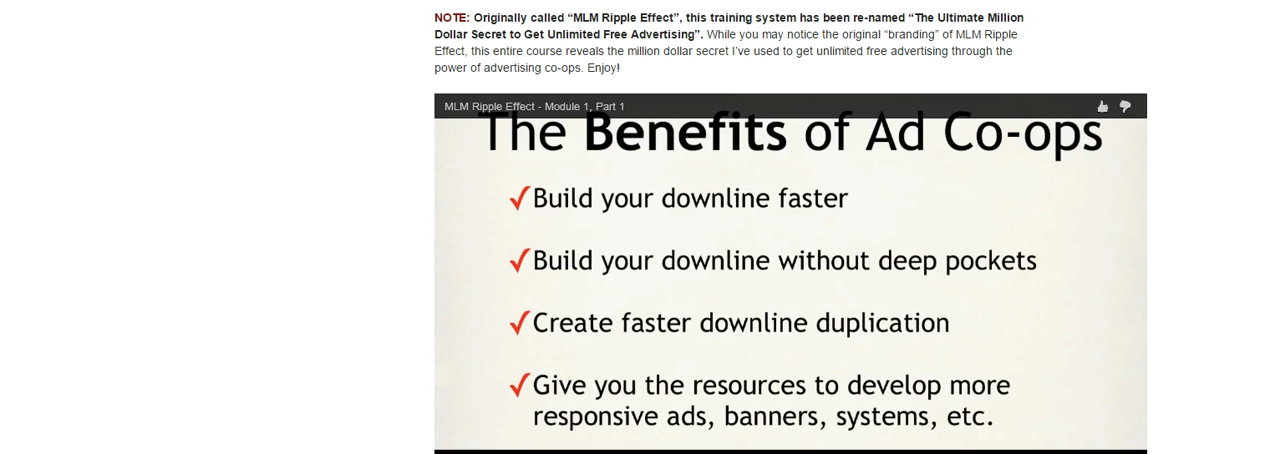 NOTE: Originally called “MLM Ripple Effect”, this training system has been re-named “The Ultimate Million
Dollar Secret to Get Unlimited Free Advertising”. While you may notice the original “branding” of MLM Ripple
Effect, this entire course reveals the million dollar secret I’ve used to get unlimited free advertising through the
power of advertising co-ops. Enjoy!
MLM Ripple Effect - Module 1, Part 1
The Benefits of Ad Co-ops
Build your downline faster
Build your downline without deep pockets
Create faster downline duplication
Give you the resources to develop more
responsive ads, banners, systems, etc.